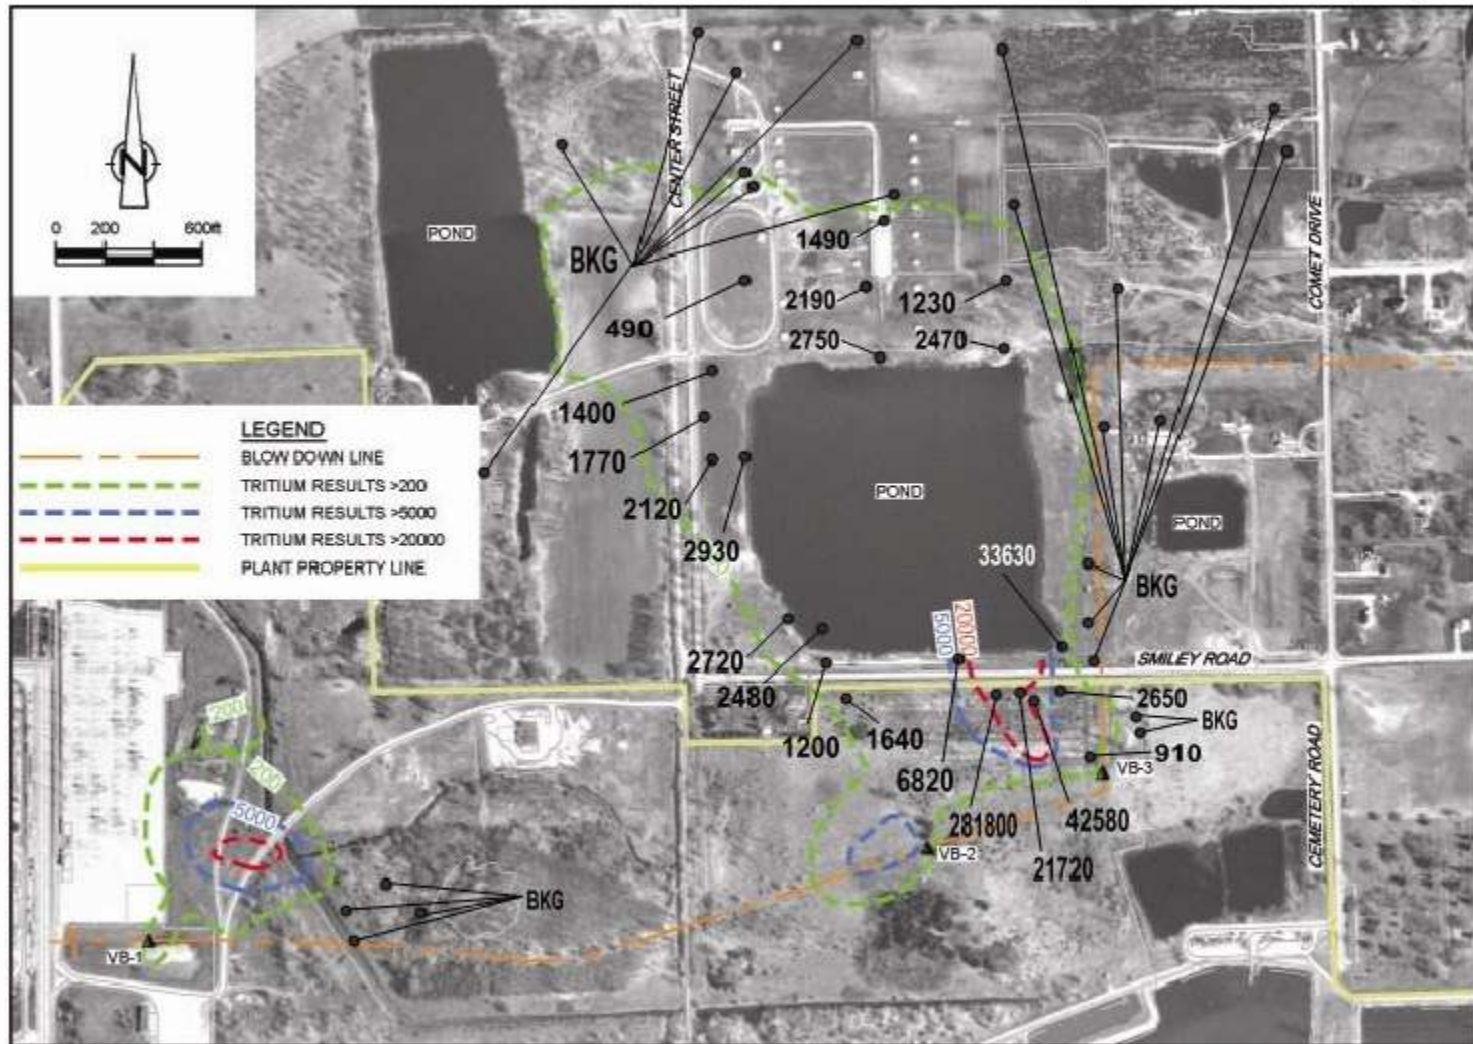 N
0 200 600ft
CENTER STREET
POND
BKG
1490
COMET DRIVE
2190
1230
490
2750
2470
1400
LEGEND
BLOW DOWN LINE
TRITIUM RESULTS >200
TRITIUM RESULTS >5000
TRITIUM RESULTS >20000
PLANT PROPERTY LINE
1770
2120
POND
POND
2930
33630
BKG
5000
20000
2720
SMILEY ROAD
2480
2650
BKG
200
1200
1640
910
200
6820
VB-3
5000
281800
42580
CEMETERY ROAD
VB-2
21720
BKG
VB-1